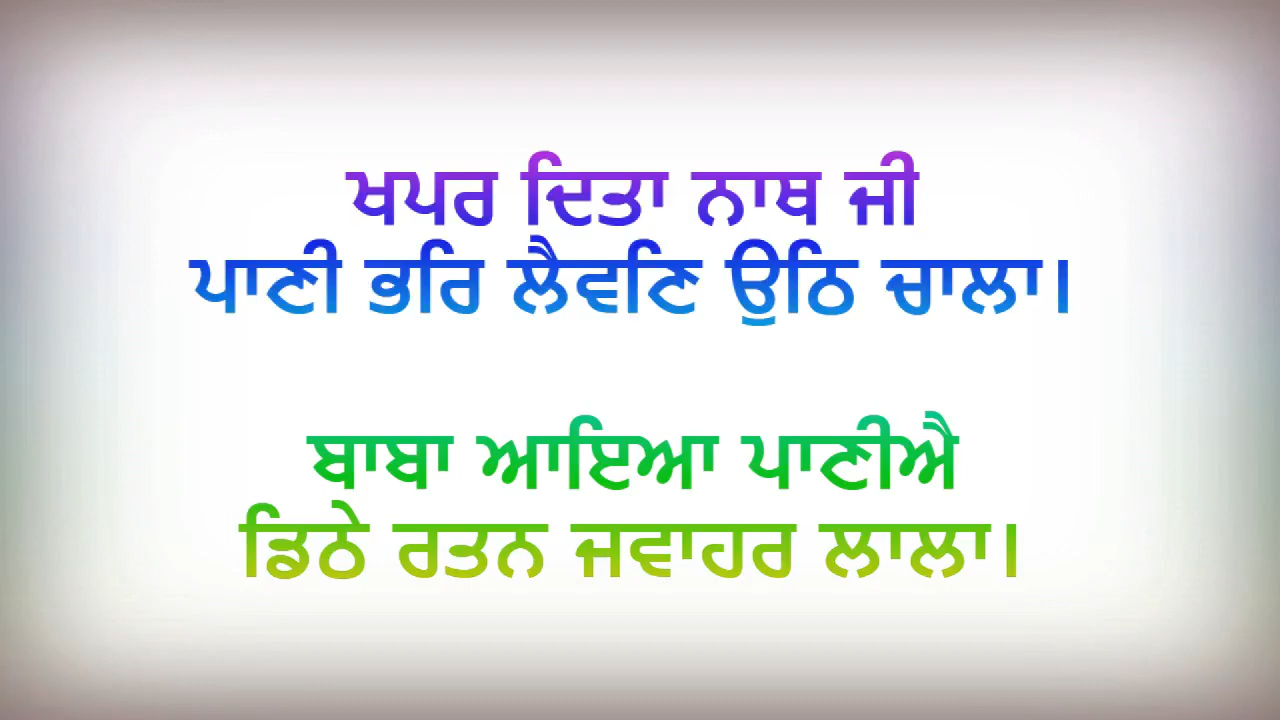 ਖਪਰ ਦਿਤਾ ਨਾਥ ਜੀ
ਪਾਣੀ ਭਰਿ ਲੈਵਣਿ ਉਠਿ ਚਾਲਾ।
ਬਾਬਾ ਆਇਆ ਪਾਣੀਐ
ਡਿਠੇ ਰਤਨ ਜਵਾਹਰ ਲਾਲਾ।